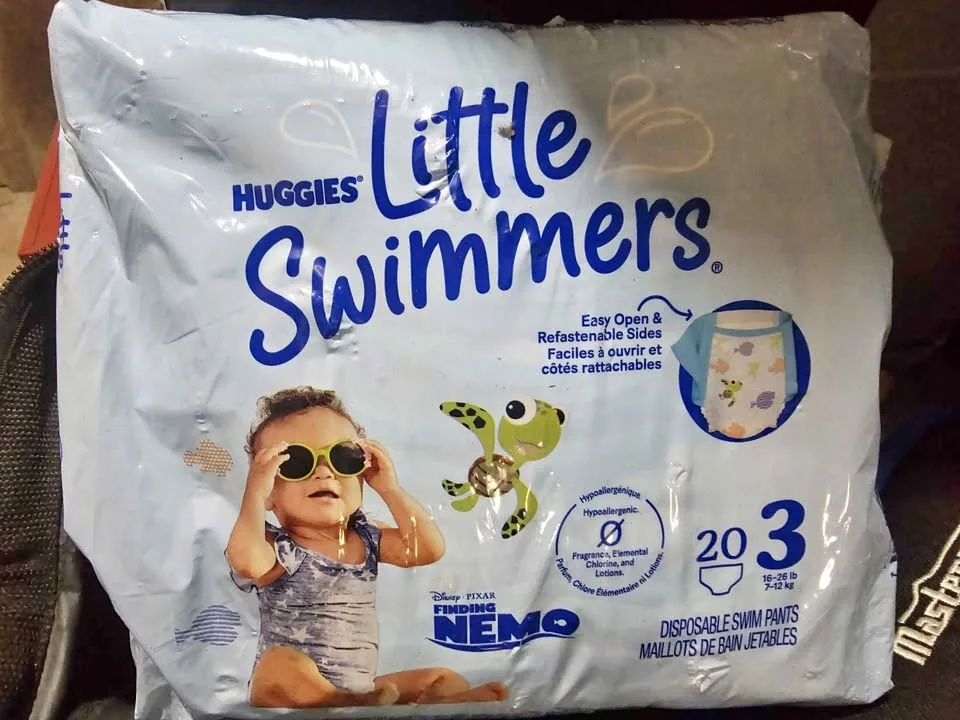 HUGGIES®
Little
Swimmers®
Easy Open &
Refastenable Sides
Faciles à ouvrir et
côtés rattachables
Hypoallergénique.
Hypoallergenic.
Fragrance, Elemental
Chlorine, and
Lotions.
Parfum, Chlore Élémentaire ni Lotions.
20
3
16-26 lb
7-12 kg
Disney · PIXAR
FINDING
NEMO
DISPOSABLE SWIM PANTS
MAILLOTS DE BAIN JETABLES